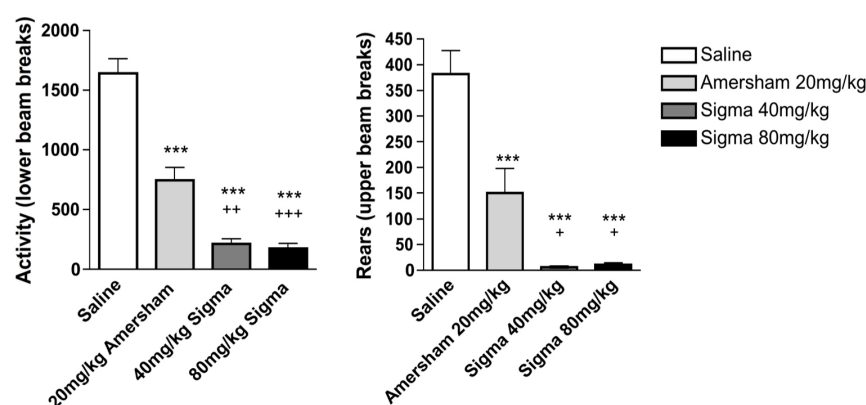 Activity (lower beam breaks)
2000
1500
1000
500
0
***
***
++
***
+++
Saline
20mg/kg Amersham
40mg/kg Sigma
80mg/kg Sigma
Rears (upper beam breaks)
450
400
350
300
250
200
150
100
50
0
***
***
+
***
+
Saline
Amersham 20mg/kg
Sigma 40mg/kg
Sigma 80mg/kg
Saline
Amersham 20mg/kg
Sigma 40mg/kg
Sigma 80mg/kg